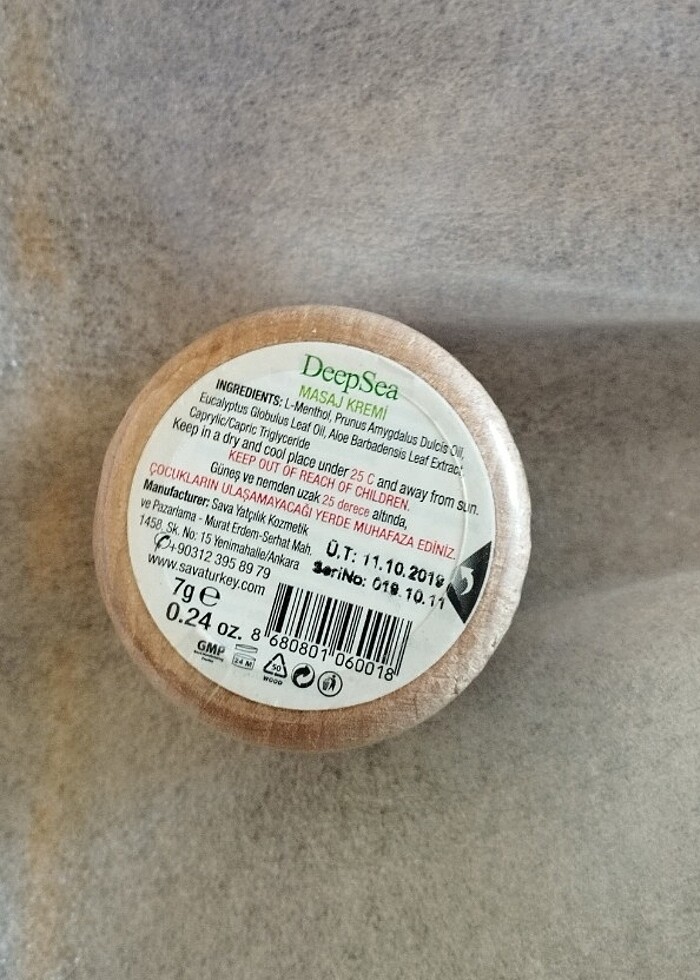 DeepSea
MASAJ KREMİ
INGREDIENTS: L-Menthol, Prunus Amygdalus Dulcis Oil,
Eucalyptus Globulus Leaf Oil, Aloe Barbadensis Leaf Extract,
Caprylic/Capric Triglyceride
Keep in a dry and cool place under 25 C and away from sun.
KEEP OUT OF REACH OF CHILDREN.
Güneş ve nemden uzak 25 derece altında,
ÇOCUKLARIN ULAŞAMAYACAĞI YERDE MUHAFAZA EDİNİZ.
Manufacturer: Sava Yatçılık Kozmetik
ve Pazarlama - Murat Erdem-Serhat Mah.
1458. Sk. No: 15 Yenimahalle/Ankara
+90312 395 89 79
www.savaturkey.com
Ü.T: 11.10.2019
SeriNo: 019.10.11
7g e
0.24 oz.
8 680801 060018
GMP
24 M
50
WOOD